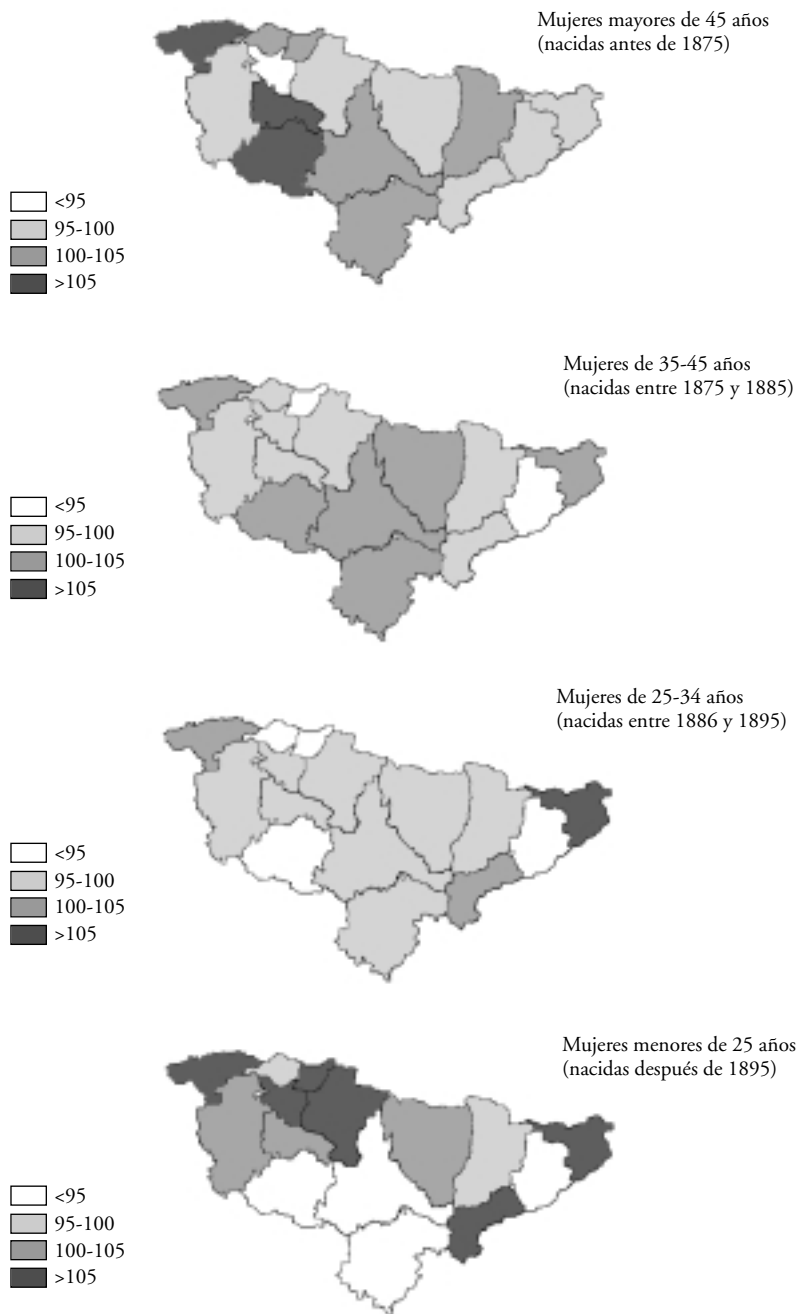 Mujeres mayores de 45 años
(nacidas antes de 1875)
<95
95-100
100-105
>105
Mujeres de 35-45 años
(nacidas entre 1875 y 1885)
<95
95-100
100-105
>105
Mujeres de 25-34 años
(nacidas entre 1886 y 1895)
<95
95-100
100-105
>105
Mujeres menores de 25 años
(nacidas después de 1895)
<95
95-100
100-105
>105